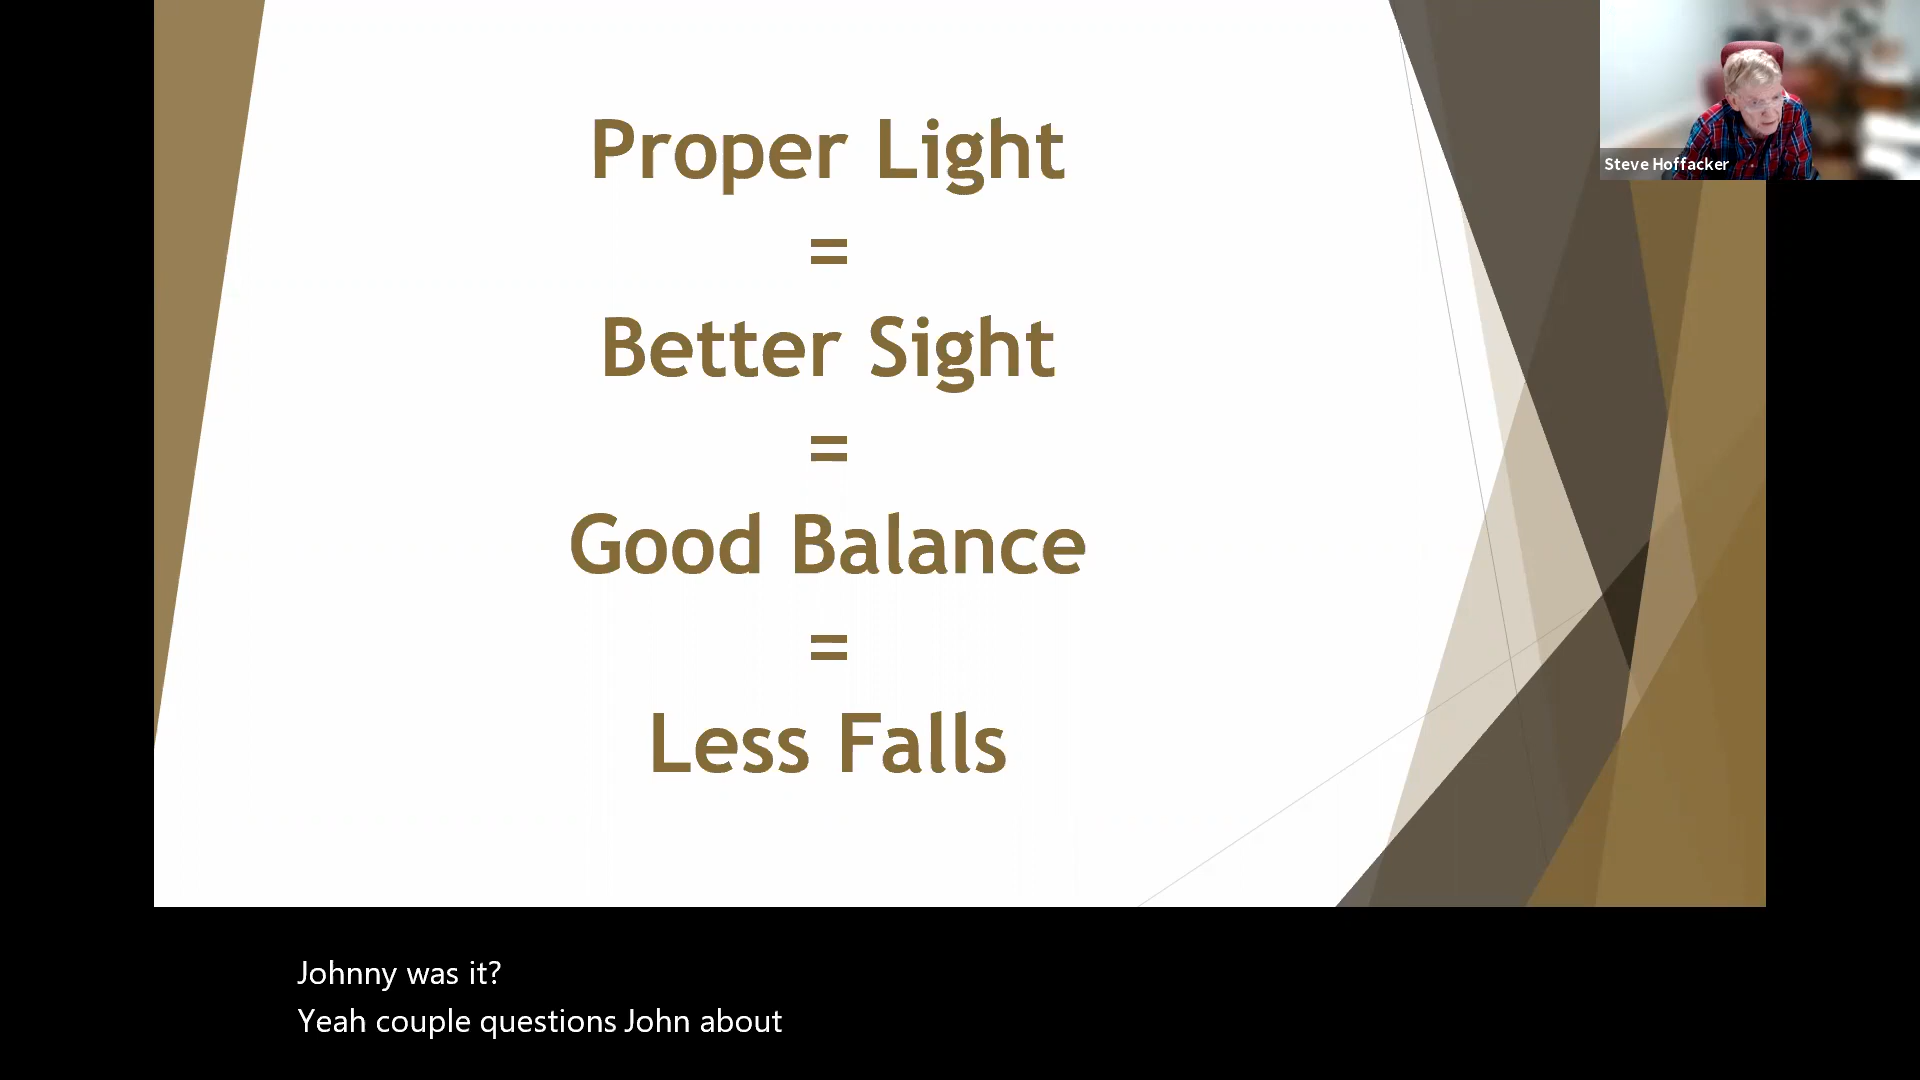 Proper Light
=
Better Sight
=
Good Balance
=
Less Falls
Steve Hoffacker
Johnny was it?
Yeah couple questions John about